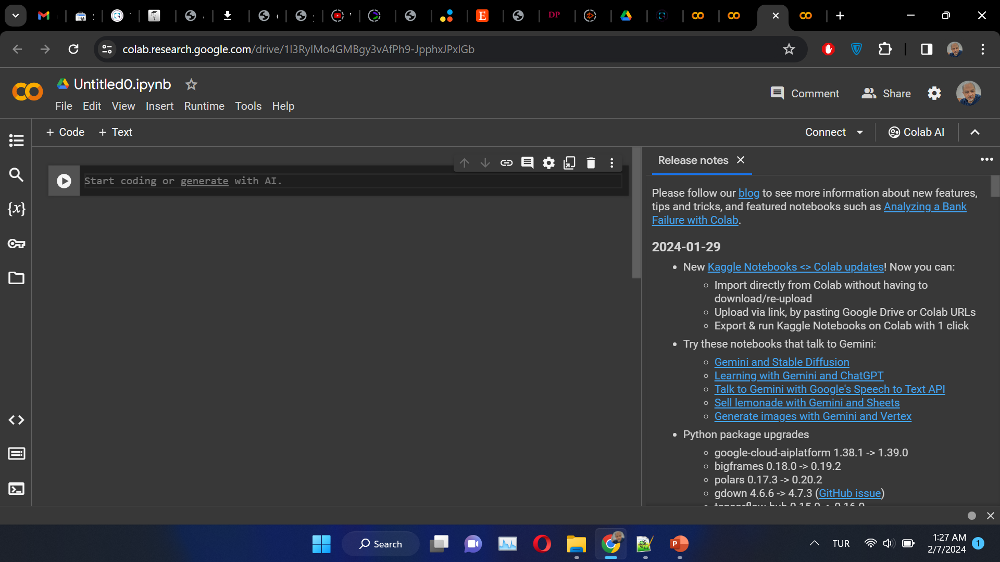 colab.research.google.com/drive/1I3RyIMo4GMBgy3vAfPh9-JpphxJPxIGb
Untitled0.ipynb
Comment
Share
File Edit View Insert Runtime Tools Help
+ Code + Text
Connect
Colab AI
Release notes
Start coding or generate with AI.
Please follow our blog to see more information about new features,
tips and tricks, and featured notebooks such as Analyzing a Bank
Failure with Colab.
2024-01-29
New Kaggle Notebooks <> Colab updates! Now you can:
Import directly from Colab without having to
download/re-upload
Upload via link, by pasting Google Drive or Colab URLs
Export & run Kaggle Notebooks on Colab with 1 click
Try these notebooks that talk to Gemini:
Gemini and Stable Diffusion
Learning with Gemini and ChatGPT
Talk to Gemini with Google's Speech to Text API
Sell lemonade with Gemini and Sheets
Generate images with Gemini and Vertex
Python package upgrades
google-cloud-aiplatform 1.38.1 -> 1.39.0
bigframes 0.18.0 -> 0.19.2
polars 0.17.3 -> 0.20.2
gdown 4.6.6 -> 4.7.3 (GitHub issue)
tensorflow-hub 0.15.0 -> 0.16.0
Search
TUR
1:27 AM
2/7/2024
1